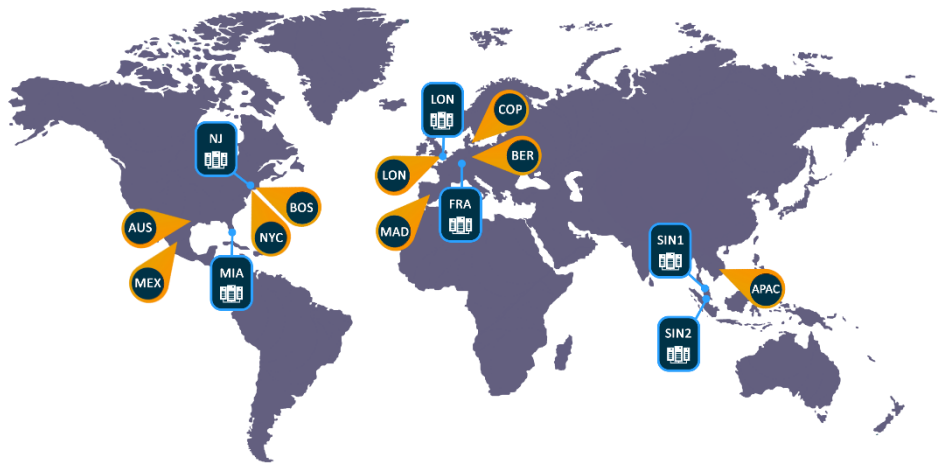 LON
COP
NJ
BER
LON
FRA
BOS
AUS
MAD
NYC
SIN1
MIA
MEX
APAC
SIN2